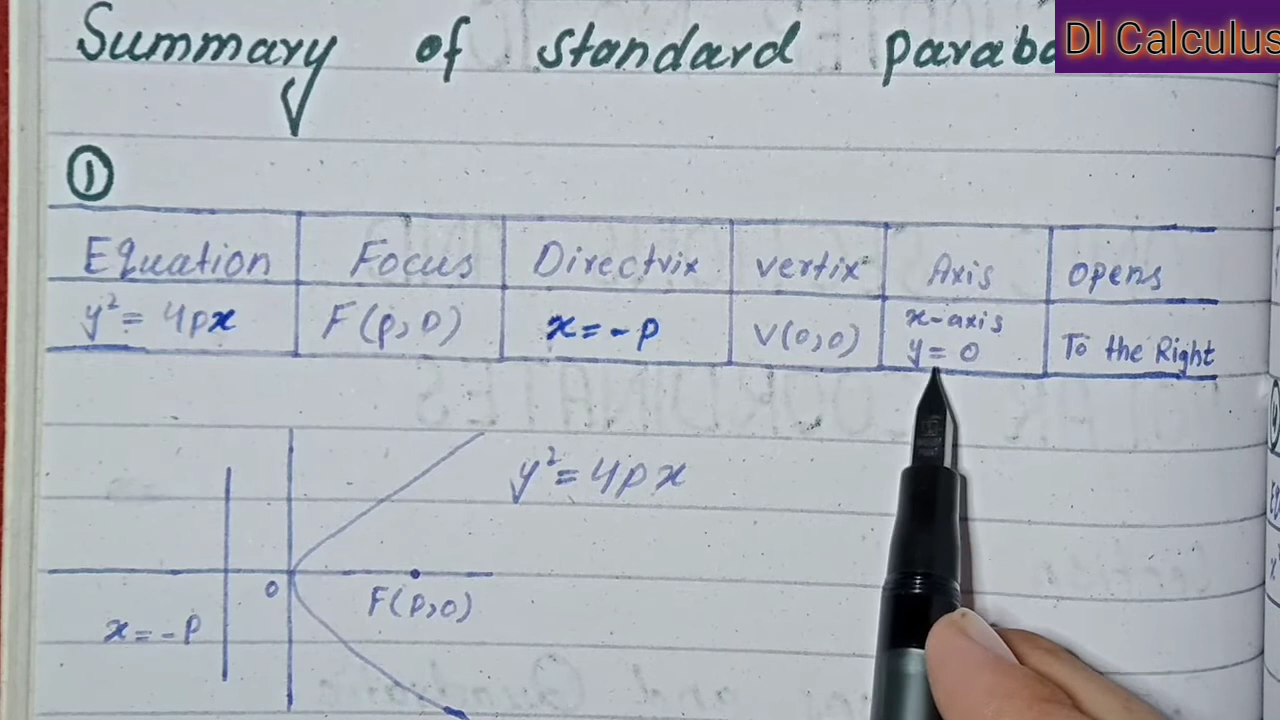 Summary of standard parabo
DI Calculus
①
Equation Focus Directrix vertix Axis opens
y² = 4px F(p,0) x = -p V(0,0) x-axis y = 0 To the Right
y² = 4px
0
F(p,0)
x = -p